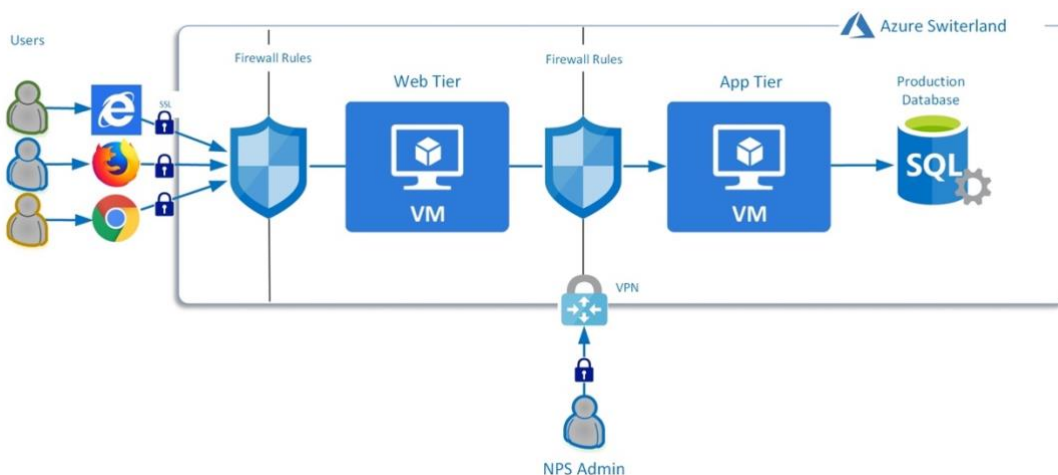 Users
Azure Switerland
Firewall Rules
Firewall Rules
Web Tier
App Tier
Production
Database
SSL
SQL
VM
VM
VPN
NPS Admin